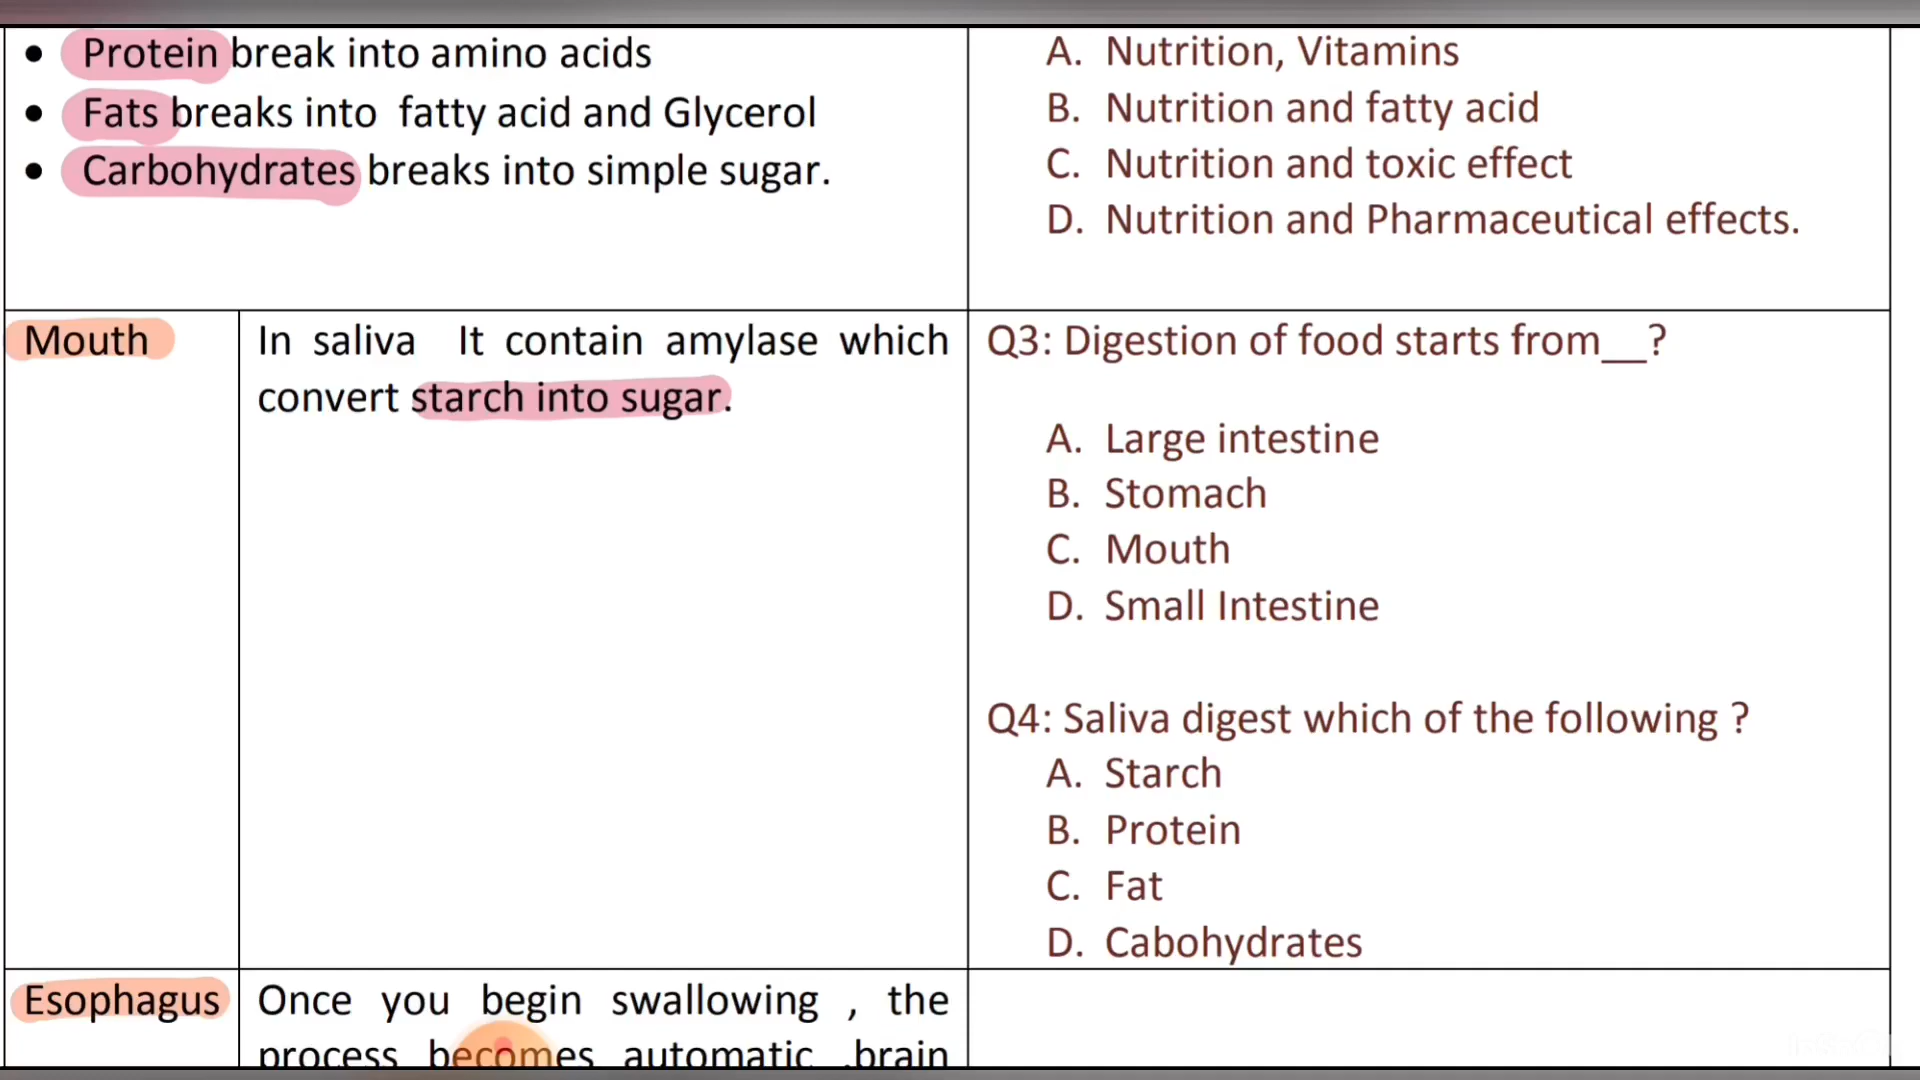 • Protein break into amino acids
• Fats breaks into fatty acid and Glycerol
• Carbohydrates breaks into simple sugar.
A. Nutrition, Vitamins
B. Nutrition and fatty acid
C. Nutrition and toxic effect
D. Nutrition and Pharmaceutical effects.
Mouth
In saliva It contain amylase which
convert starch into sugar.
Q3: Digestion of food starts from__?
A. Large intestine
B. Stomach
C. Mouth
D. Small Intestine
Q4: Saliva digest which of the following ?
A. Starch
B. Protein
C. Fat
D. Cabohydrates
Esophagus
Once you begin swallowing , the
process becomes automatic .brain